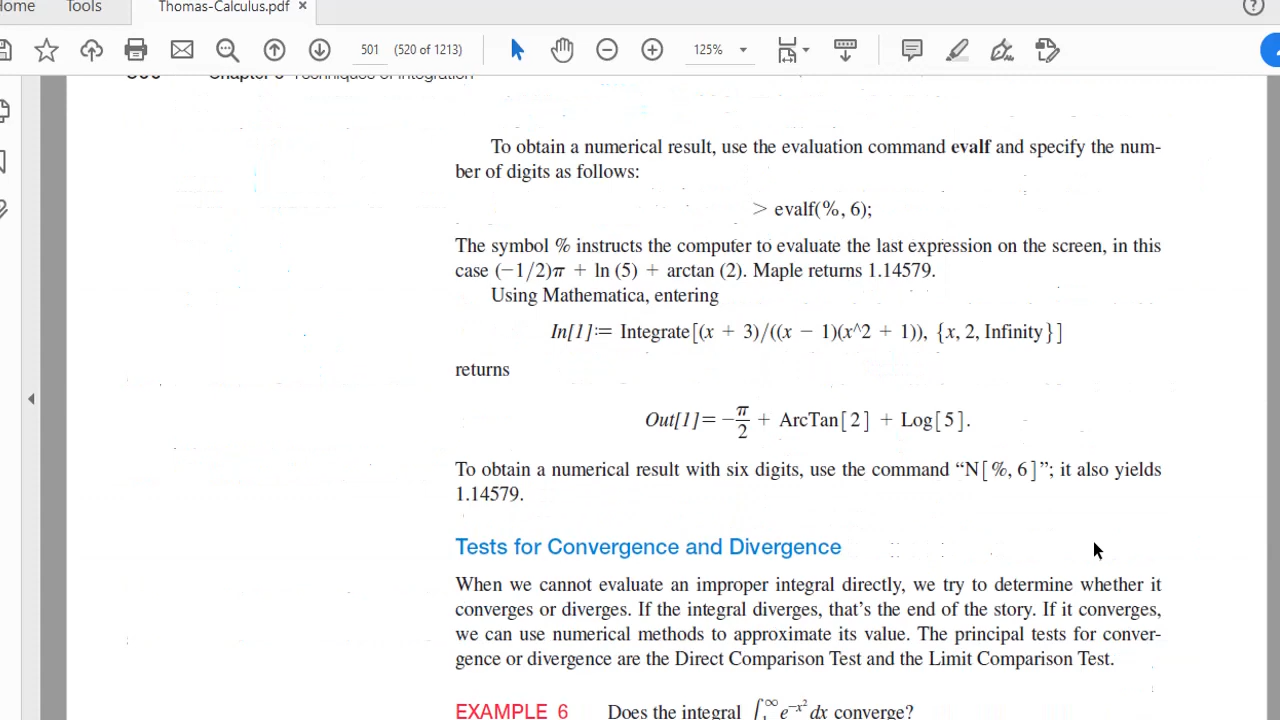 Home Tools Thomas-Calculus.pdf ×
501 (520 of 1213) 125%
Techniques of Integration
To obtain a numerical result, use the evaluation command evalf and specify the num-
ber of digits as follows:
> evalf(%, 6);
The symbol % instructs the computer to evaluate the last expression on the screen, in this
case (−1/2)π + ln (5) + arctan (2). Maple returns 1.14579.
Using Mathematica, entering
In[1]:= Integrate[(x + 3)/((x − 1)(x^2 + 1)), {x, 2, Infinity}]
returns
Out[1]= −π/2 + ArcTan[2] + Log[5].
To obtain a numerical result with six digits, use the command “N[%, 6]”; it also yields
1.14579.
Tests for Convergence and Divergence
When we cannot evaluate an improper integral directly, we try to determine whether it
converges or diverges. If the integral diverges, that’s the end of the story. If it converges,
we can use numerical methods to approximate its value. The principal tests for conver-
gence or divergence are the Direct Comparison Test and the Limit Comparison Test.
EXAMPLE 6 Does the integral ∫₁^∞ e^−x² dx converge?